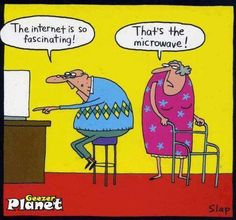 The internet is so
fascinating!
That's the
microwave!
Geezer
Planet
Slap